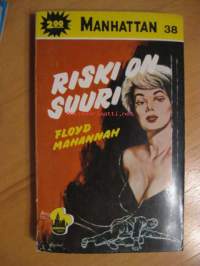 MANHATTAN 38
RISKI ON
SUURI
FLOYD
MAHANNAH